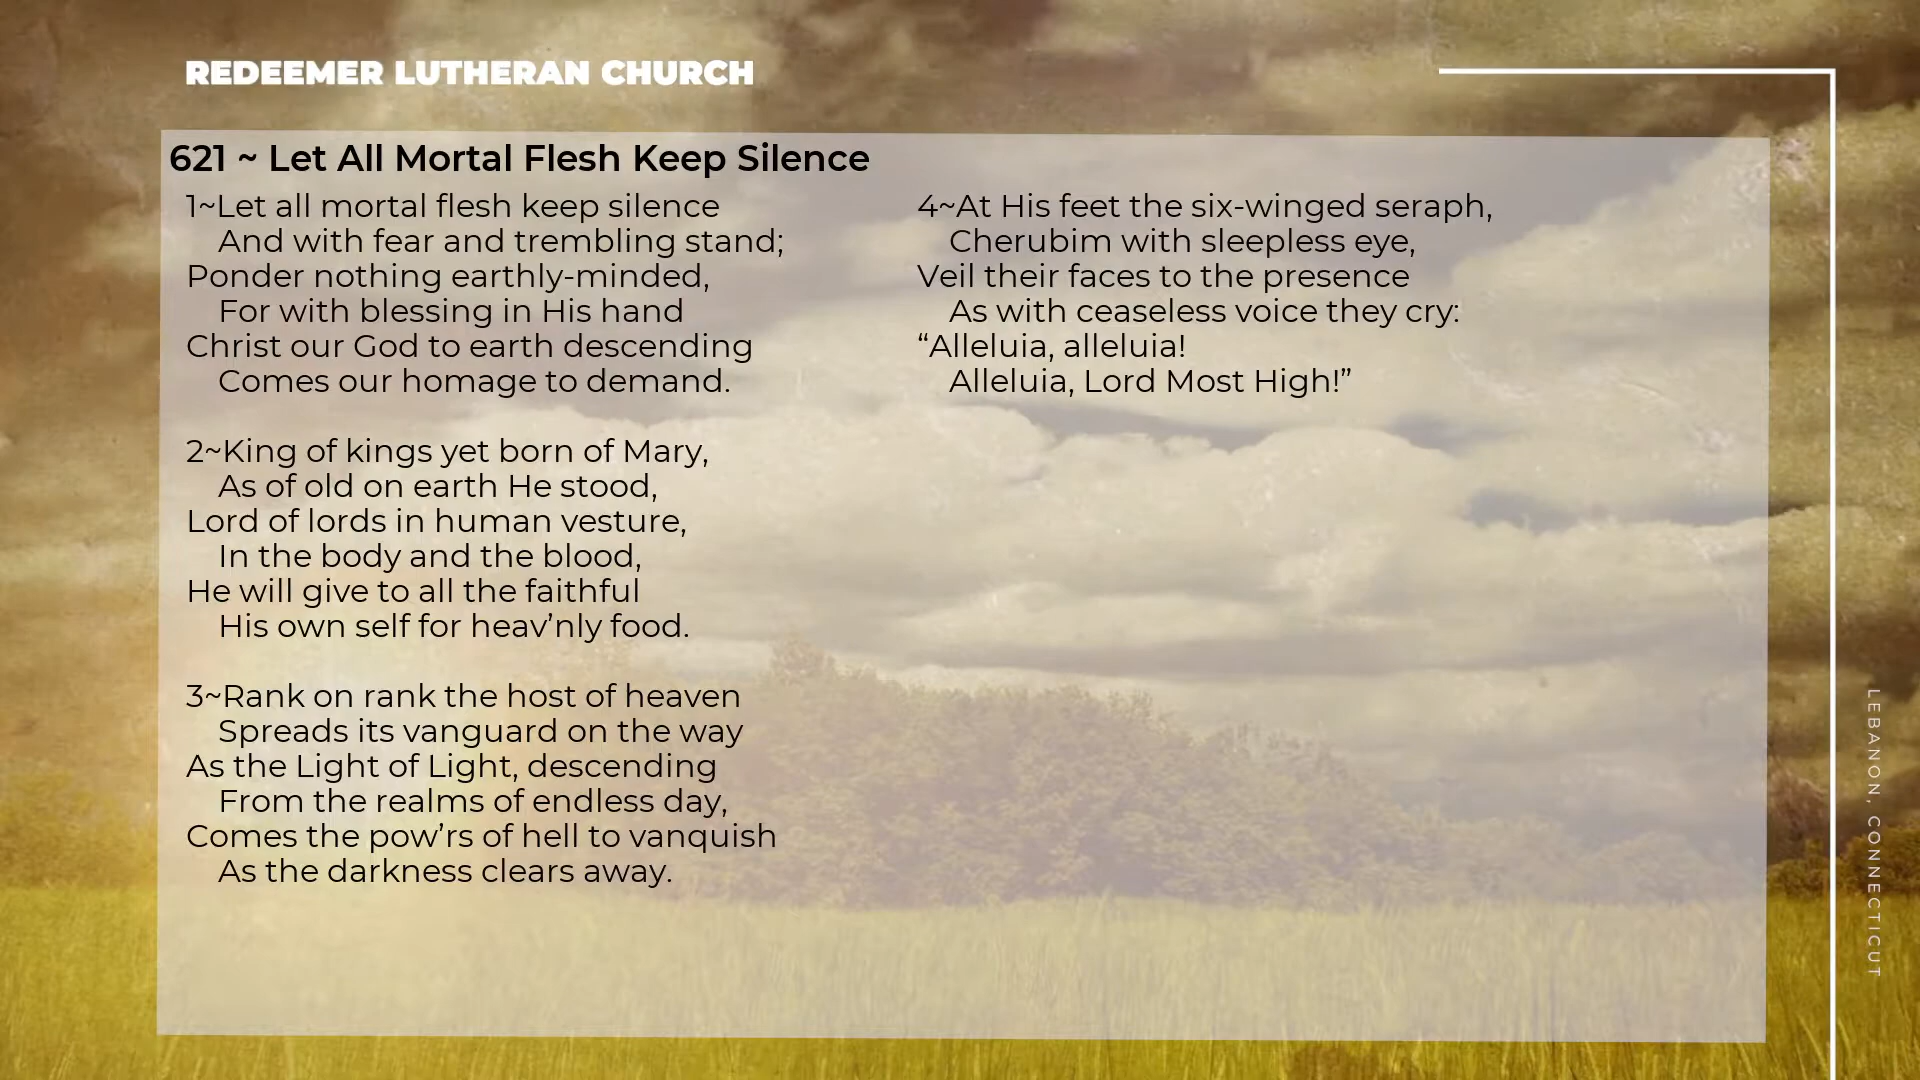 REDEEMER LUTHERAN CHURCH
621 ~ Let All Mortal Flesh Keep Silence
1~Let all mortal flesh keep silence
And with fear and trembling stand;
Ponder nothing earthly-minded,
For with blessing in His hand
Christ our God to earth descending
Comes our homage to demand.
2~King of kings yet born of Mary,
As of old on earth He stood,
Lord of lords in human vesture,
In the body and the blood,
He will give to all the faithful
His own self for heav’nly food.
3~Rank on rank the host of heaven
Spreads its vanguard on the way
As the Light of Light, descending
From the realms of endless day,
Comes the pow’rs of hell to vanquish
As the darkness clears away.
4~At His feet the six-winged seraph,
Cherubim with sleepless eye,
Veil their faces to the presence
As with ceaseless voice they cry:
“Alleluia, alleluia!
Alleluia, Lord Most High!”
LEBANON, CONNECTICUT